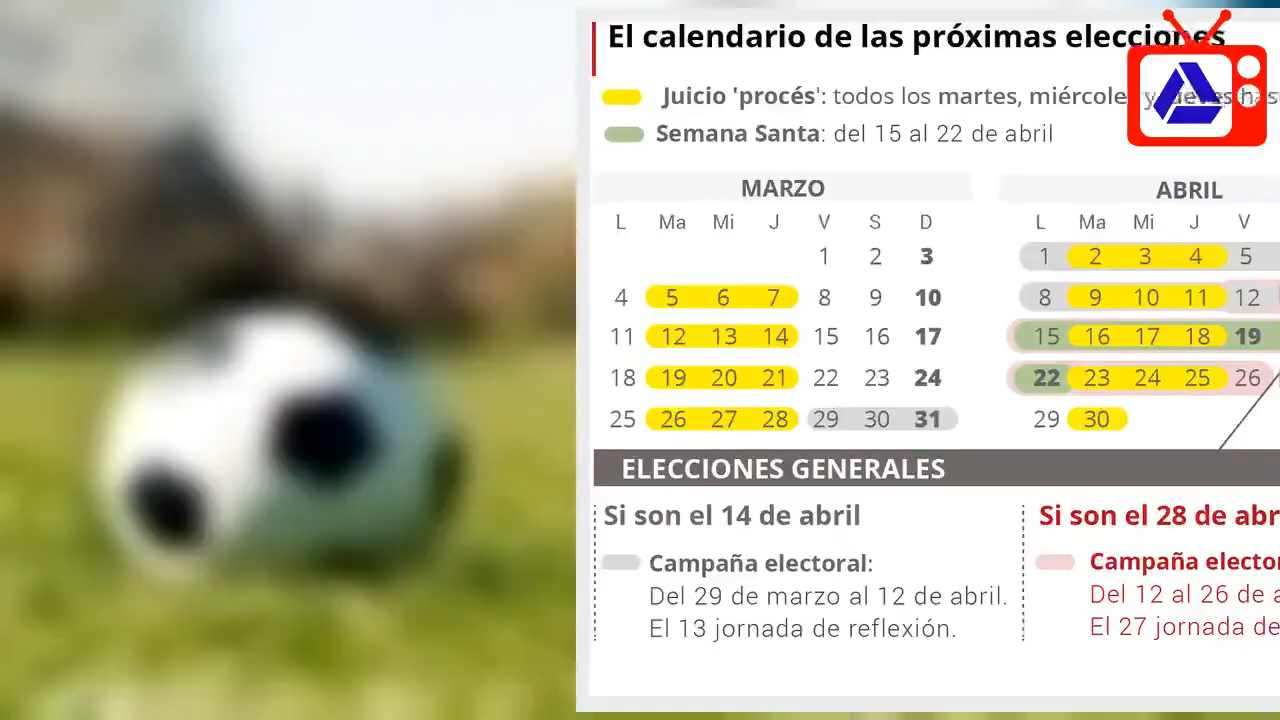 El calendario de las próximas elecciones
Juicio 'procés': todos los martes, miércoles y jueves has
Semana Santa: del 15 al 22 de abril
MARZO
L Ma Mi J V S D
1 2 3
4 5 6 7 8 9 10
11 12 13 14 15 16 17
18 19 20 21 22 23 24
25 26 27 28 29 30 31
ABRIL
L Ma Mi J V
1 2 3 4 5
8 9 10 11 12
15 16 17 18 19
22 23 24 25 26
29 30
ELECCIONES GENERALES
Si son el 14 de abril
Campaña electoral:
Del 29 de marzo al 12 de abril.
El 13 jornada de reflexión.
Si son el 28 de abr
Campaña electo
Del 12 al 26 de a
El 27 jornada de